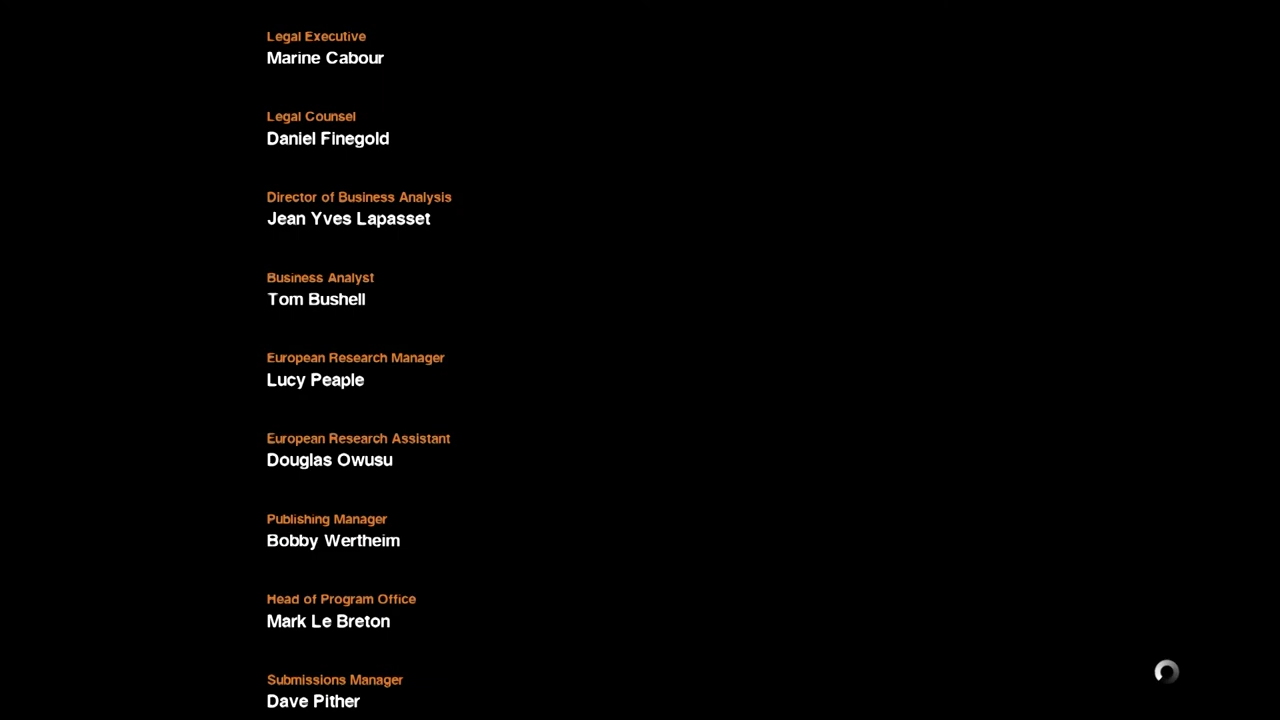 Legal Executive
Marine Cabour
Legal Counsel
Daniel Finegold
Director of Business Analysis
Jean Yves Lapasset
Business Analyst
Tom Bushell
European Research Manager
Lucy Peaple
European Research Assistant
Douglas Owusu
Publishing Manager
Bobby Wertheim
Head of Program Office
Mark Le Breton
Submissions Manager
Dave Pither